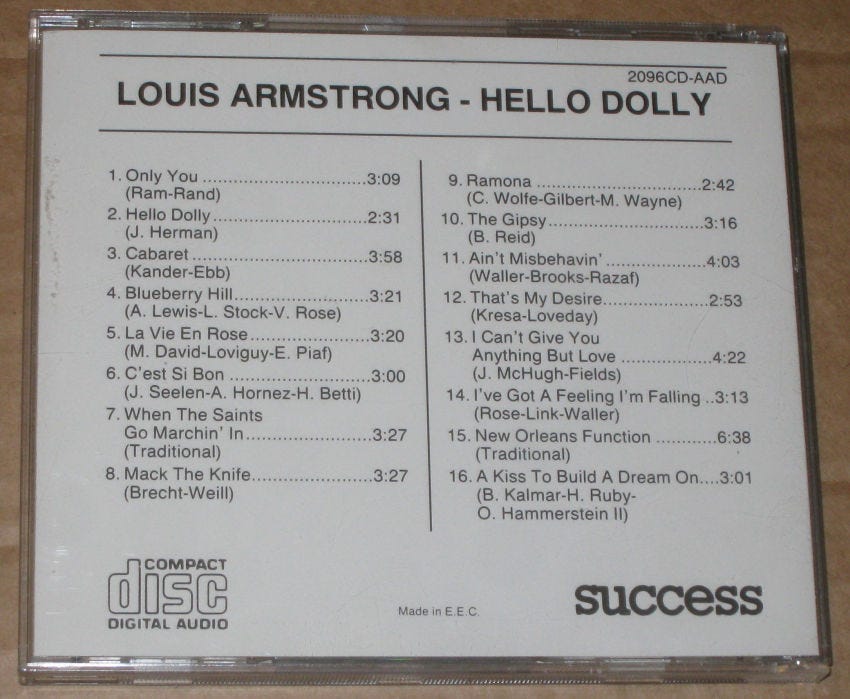 2096CD-AAD
LOUIS ARMSTRONG - HELLO DOLLY
1. Only You ............................3:09
(Ram-Rand)
2. Hello Dolly..........................2:31
(J. Herman)
3. Cabaret ..............................3:58
(Kander-Ebb)
4. Blueberry Hill.......................3:21
(A. Lewis-L. Stock-V. Rose)
5. La Vie En Rose ....................3:20
(M. David-Loviguy-E. Piaf)
6. C'est Si Bon ........................3:00
(J. Seelen-A. Hornez-H. Betti)
7. When The Saints
Go Marchin' In.....................3:27
(Traditional)
8. Mack The Knife....................3:27
(Brecht-Weill)
9. Ramona ............................2:42
(C. Wolfe-Gilbert-M. Wayne)
10. The Gipsy..........................3:16
(B. Reid)
11. Ain't Misbehavin' .................4:03
(Waller-Brooks-Razaf)
12. That's My Desire..................2:53
(Kresa-Loveday)
13. I Can't Give You
Anything But Love ...............4:22
(J. McHugh-Fields)
14. I've Got A Feeling I'm Falling ..3:13
(Rose-Link-Waller)
15. New Orleans Function ..........6:38
(Traditional)
16. A Kiss To Build A Dream On....3:01
(B. Kalmar-H. Ruby-
O. Hammerstein II)
COMPACT
disc
DIGITAL AUDIO
Made in E.E.C.
success